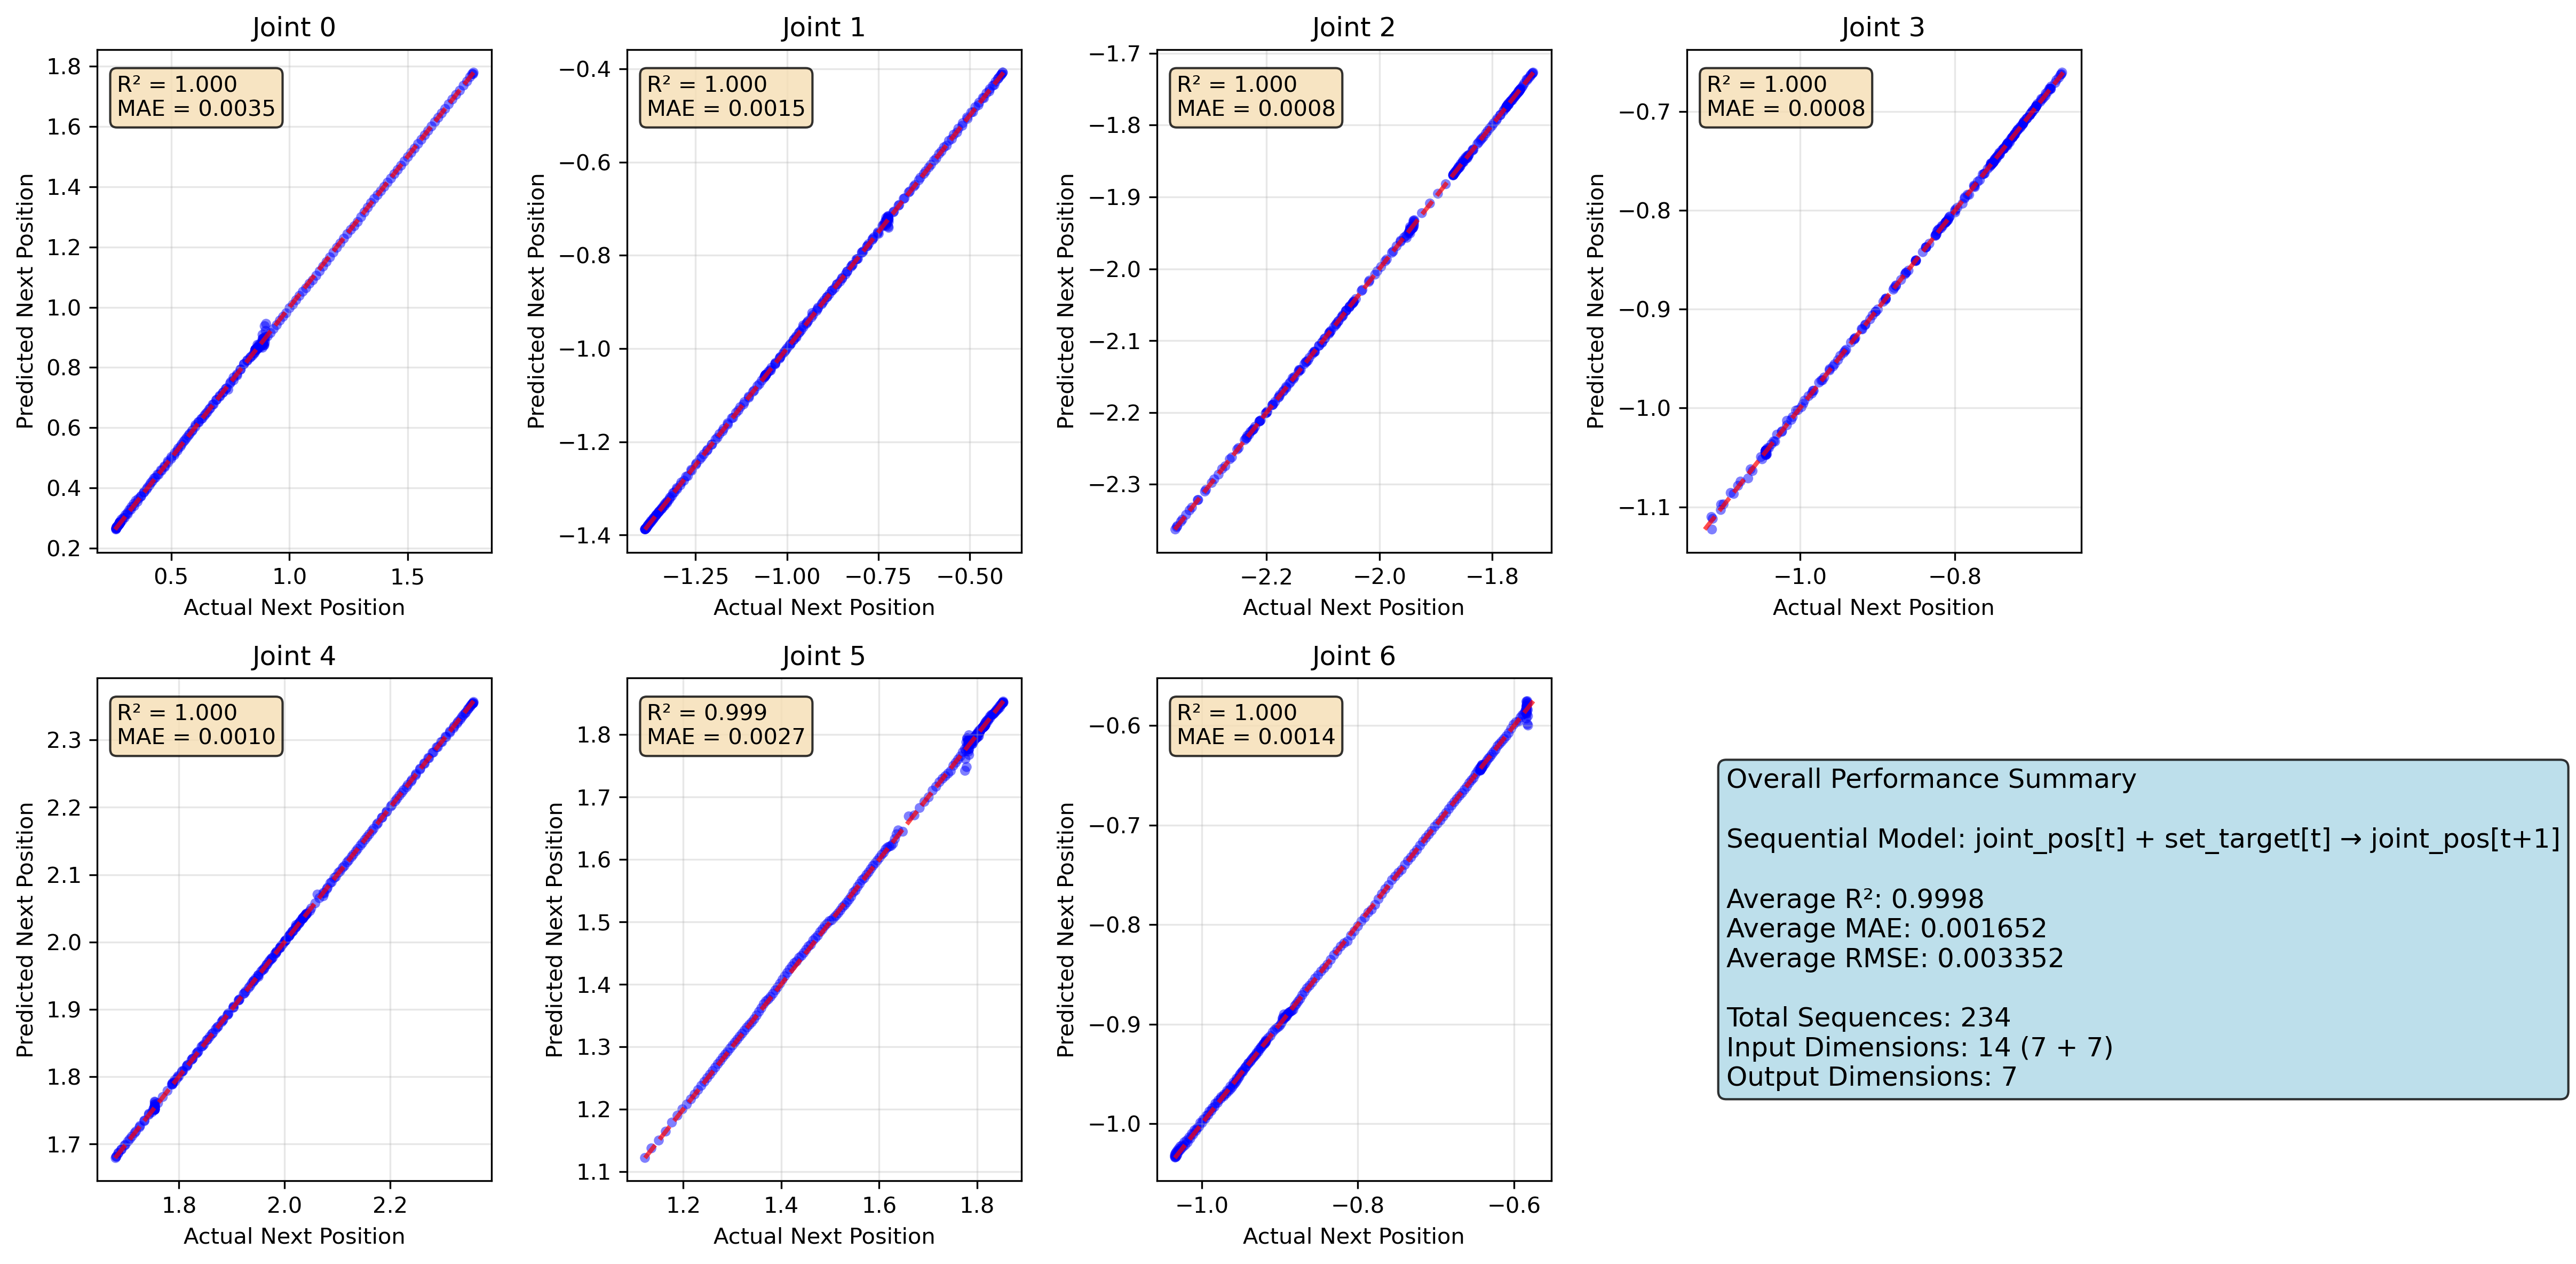 Joint 0
R² = 1.000
MAE = 0.0035
1.8
1.6
1.4
1.2
1.0
0.8
0.6
0.4
0.2
0.5
1.0
1.5
Predicted Next Position
Actual Next Position
Joint 1
R² = 1.000
MAE = 0.0015
−0.4
−0.6
−0.8
−1.0
−1.2
−1.4
−1.25
−1.00
−0.75
−0.50
Predicted Next Position
Actual Next Position
Joint 2
R² = 1.000
MAE = 0.0008
−1.7
−1.8
−1.9
−2.0
−2.1
−2.2
−2.3
−2.2
−2.0
−1.8
Predicted Next Position
Actual Next Position
Joint 3
R² = 1.000
MAE = 0.0008
−0.7
−0.8
−0.9
−1.0
−1.1
−1.0
−0.8
Predicted Next Position
Actual Next Position
Joint 4
R² = 1.000
MAE = 0.0010
2.3
2.2
2.1
2.0
1.9
1.8
1.7
1.8
2.0
2.2
Predicted Next Position
Actual Next Position
Joint 5
R² = 0.999
MAE = 0.0027
1.8
1.7
1.6
1.5
1.4
1.3
1.2
1.1
1.2
1.4
1.6
1.8
Predicted Next Position
Actual Next Position
Joint 6
R² = 1.000
MAE = 0.0014
−0.6
−0.7
−0.8
−0.9
−1.0
−1.0
−0.8
−0.6
Predicted Next Position
Actual Next Position
Overall Performance Summary
Sequential Model: joint_pos[t] + set_target[t] → joint_pos[t+1]
Average R²: 0.9998
Average MAE: 0.001652
Average RMSE: 0.003352
Total Sequences: 234
Input Dimensions: 14 (7 + 7)
Output Dimensions: 7